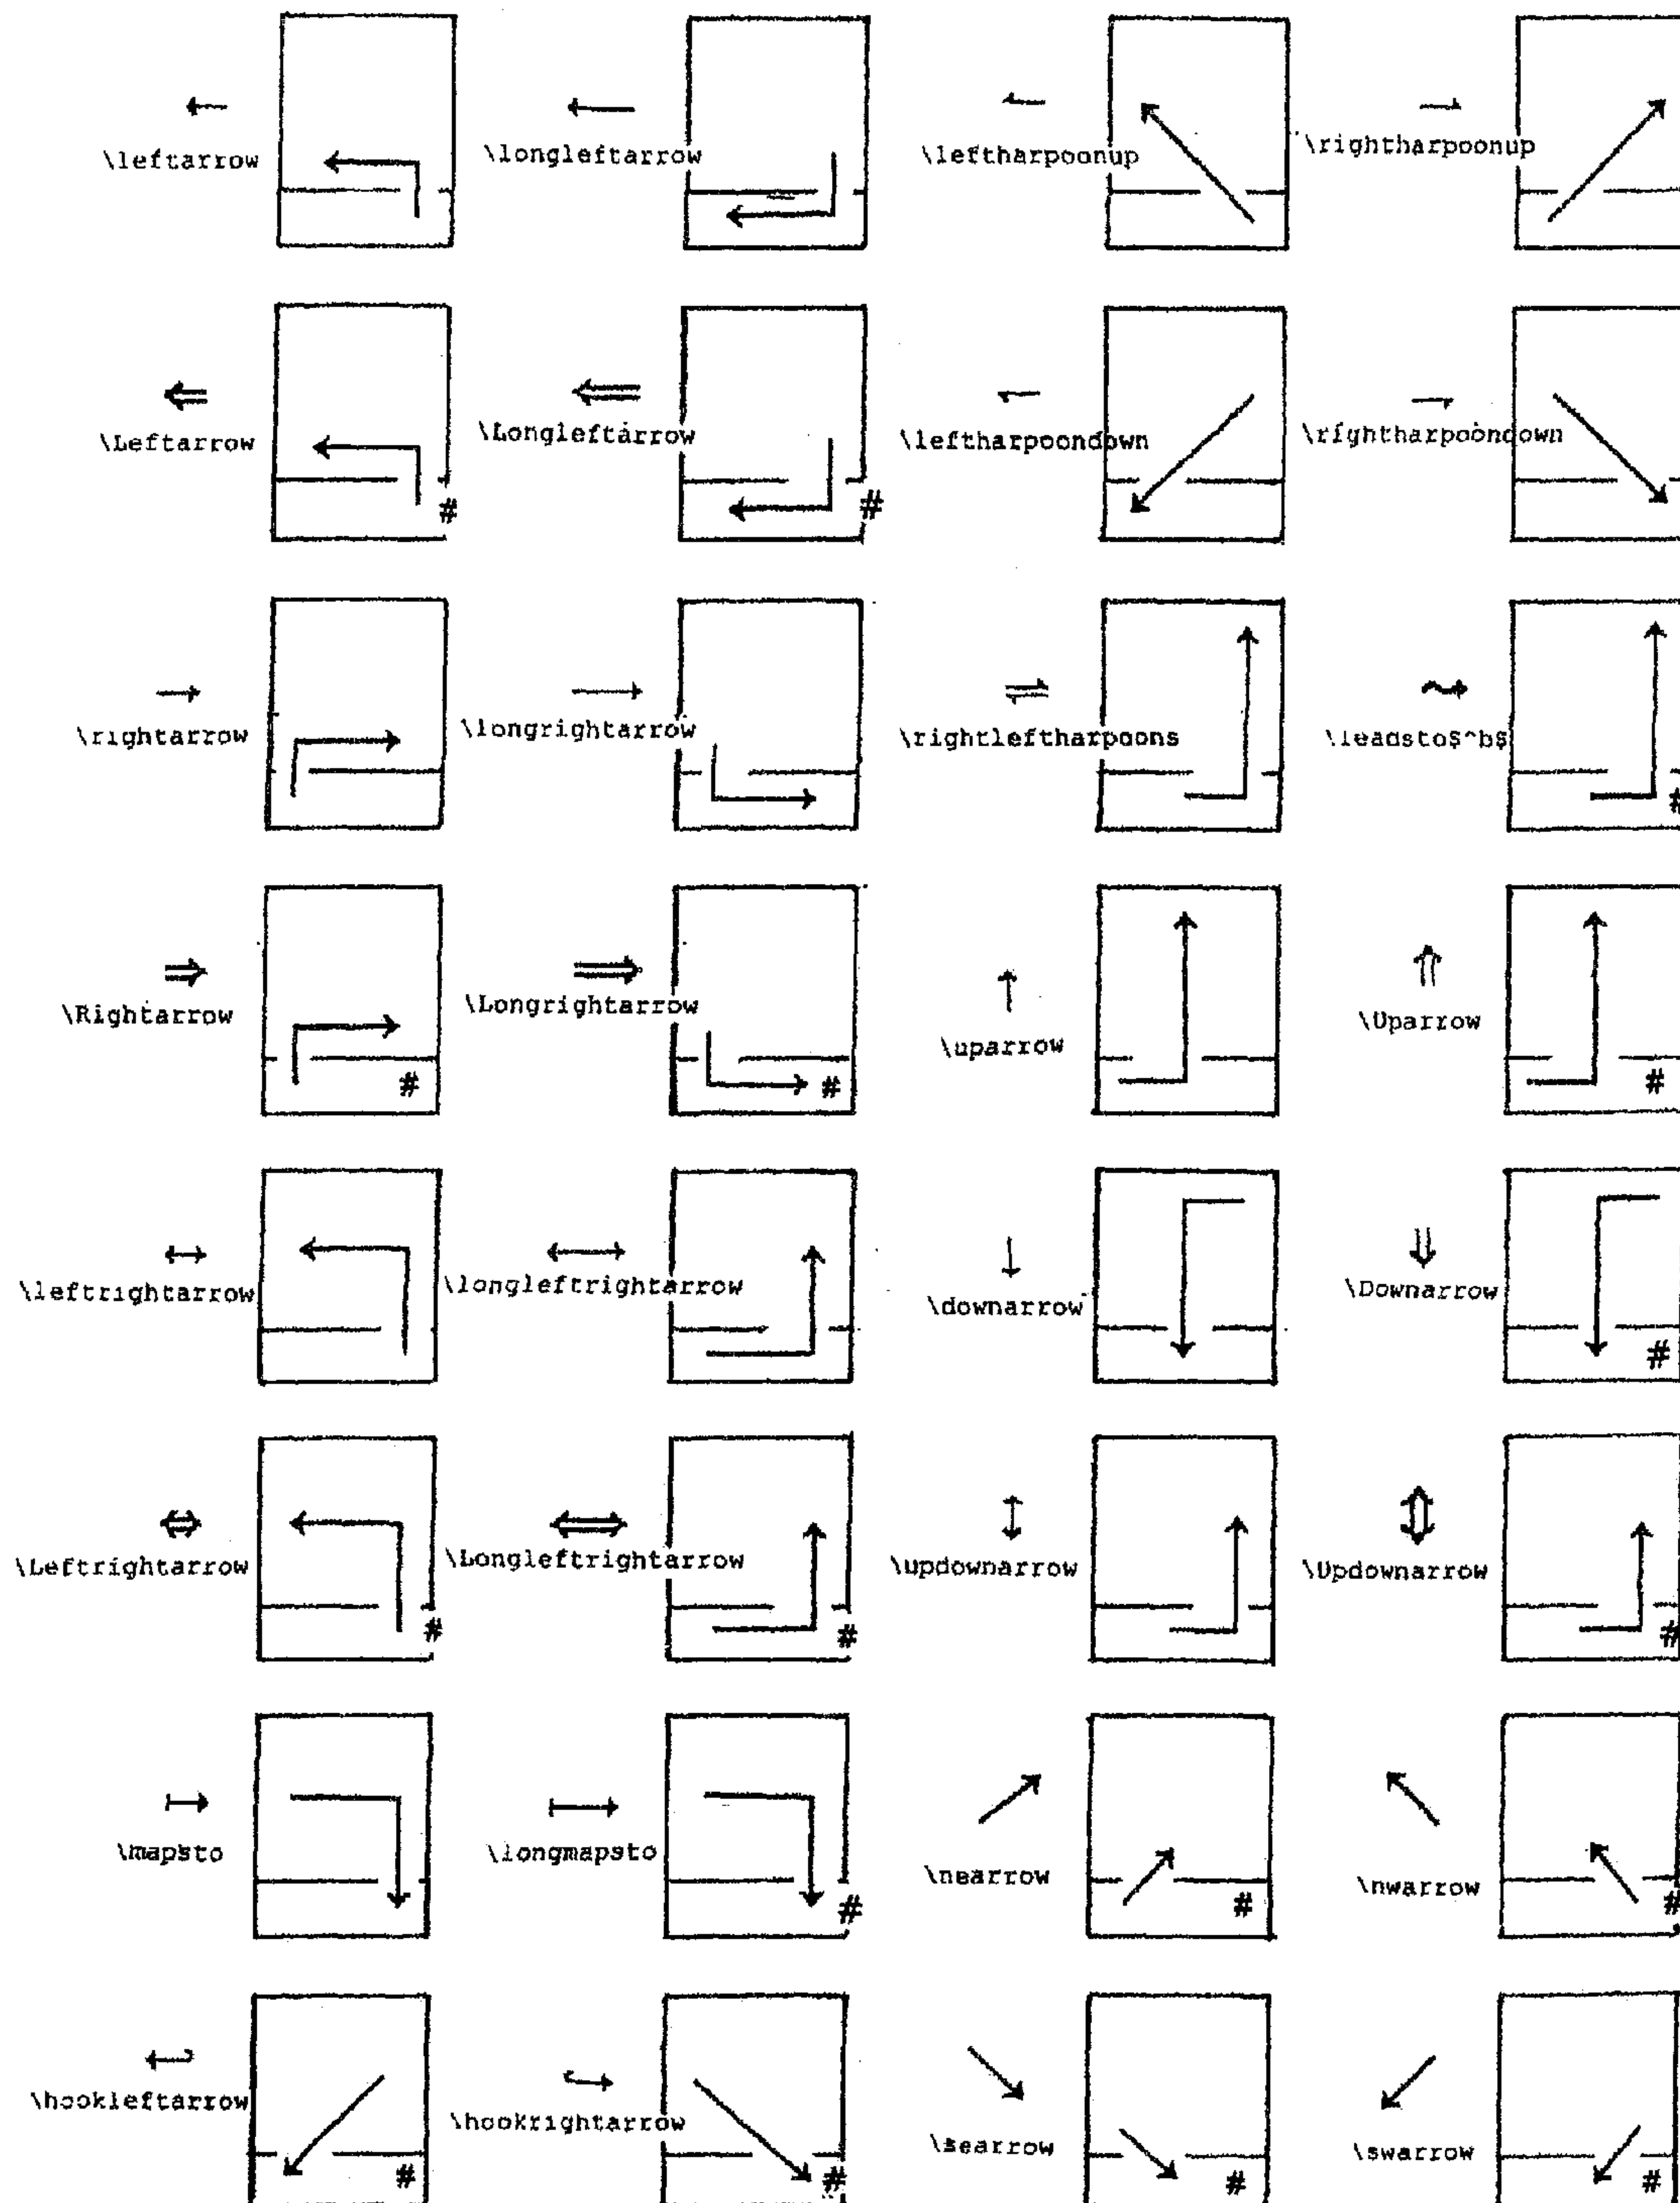 ← \leftarrow ← \longleftarrow ↼ \leftharpoonup ⇀ \rightharpoonup
⇐ \Leftarrow # ⟸ \Longleftarrow # ↽ \leftharpoondown ⇁ \rightharpoondown
→ \rightarrow ⟶ \longrightarrow ⇌ \rightleftharpoons ⇝ \leadsto$^b$ #
⇒ \Rightarrow # ⟹ \Longrightarrow # ↑ \uparrow ⇑ \Uparrow #
↔ \leftrightarrow ⟷ \longleftrightarrow ↓ \downarrow ⇓ \Downarrow #
⇔ \Leftrightarrow # ⟺ \Longleftrightarrow # ↕ \updownarrow ⇕ \Updownarrow #
↦ \mapsto ⟼ \longmapsto # ↗ \nearrow # ↖ \nwarrow #
↩ \hookleftarrow # ↪ \hookrightarrow # ↘ \searrow # ↙ \swarrow #